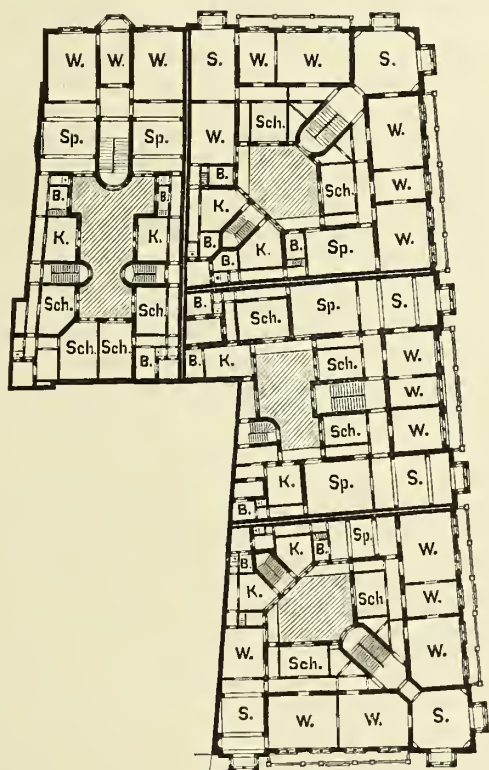 W. W. W. S. W. W. S.
Sp. Sp. W. Sch. W.
B. B. B. Sch. W.
K. K. K. B. K. B. Sp. W.
B.
Sch. Sch. B. Sch. Sp. S.
Sch. Sch. B. B. K. Sch. W.
W.
Sch. W.
K. Sp. S.
B.
K. B. Sp. W.
B. K. Sch. W.
W. Sch. W.
S. W. W. S.